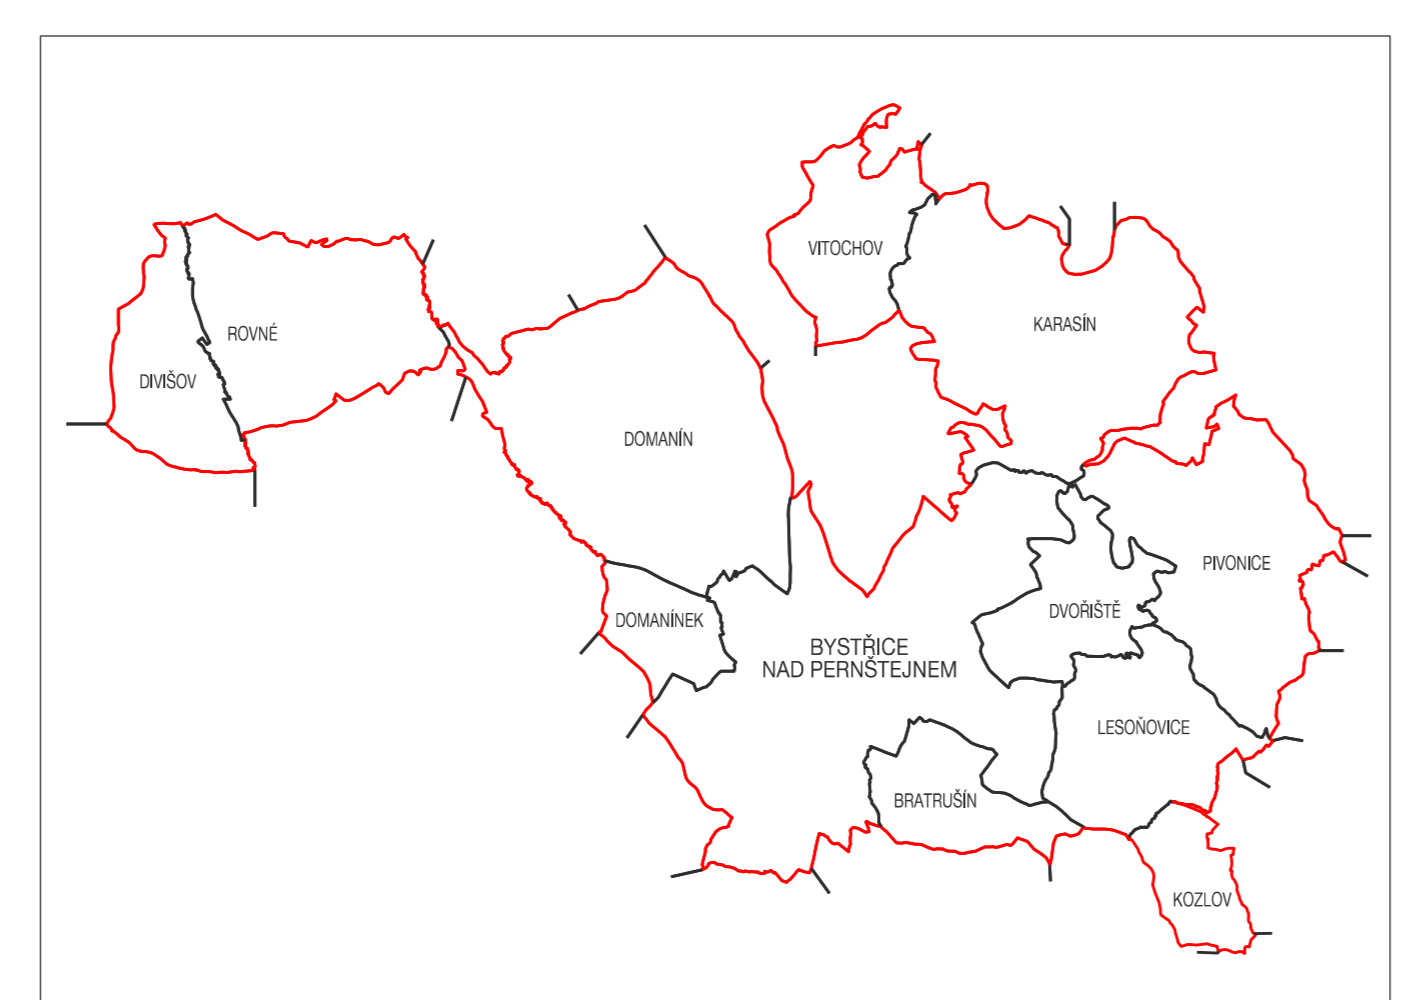 VITOCHOV
KARASÍN
ROVNÉ
DIVIŠOV
DOMANÍN
PIVONICE
DVOŘIŠTĚ
DOMANÍNEK
BYSTŘICE
NAD PERNŠTEJNEM
LESOŇOVICE
BRATRUŠÍN
KOZLOV